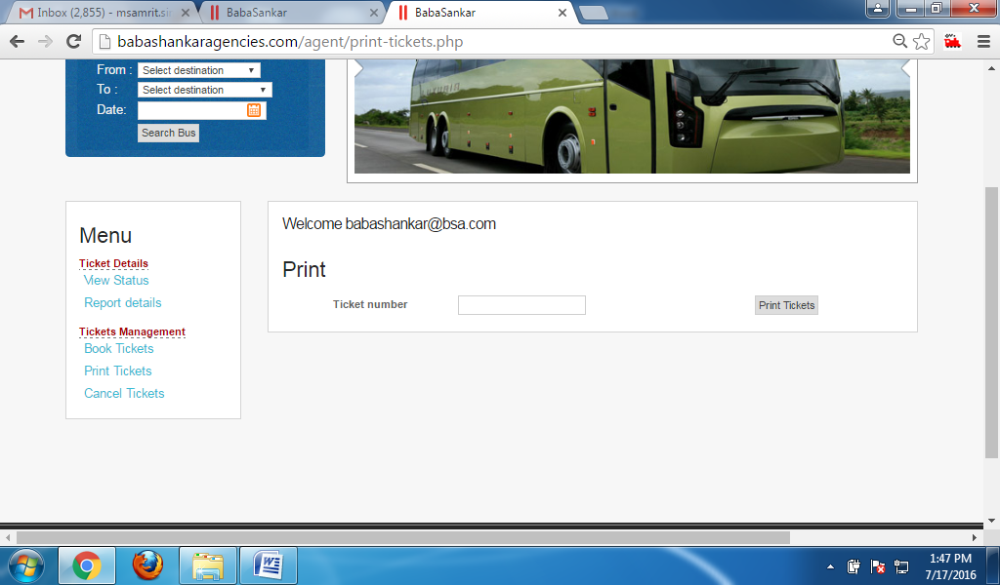 Inbox (2,855) - msamrit.si
BabaSankar
BabaSankar
babashankaragencies.com/agent/print-tickets.php
From : Select destination
To : Select destination
Date:
Search Bus
Menu
Ticket Details
View Status
Report details
Tickets Management
Book Tickets
Print Tickets
Cancel Tickets
Welcome babashankar@bsa.com
Print
Ticket number
Print Tickets
1:47 PM
7/17/2016